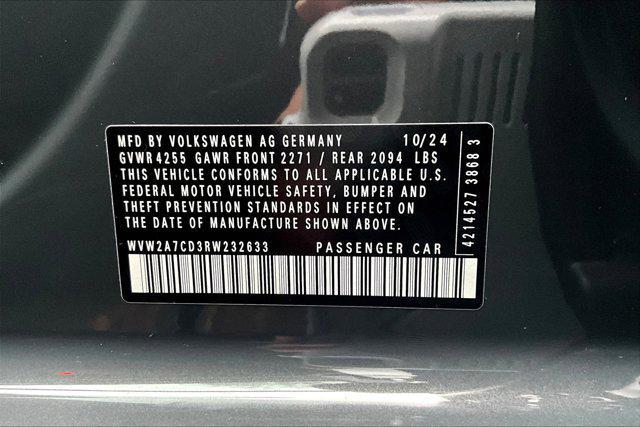 MFD BY VOLKSWAGEN AG GERMANY 10/24
GVWR 4255 GAWR FRONT 2271 / REAR 2094 LBS
THIS VEHICLE CONFORMS TO ALL APPLICABLE U.S.
FEDERAL MOTOR VEHICLE SAFETY, BUMPER AND
THEFT PREVENTION STANDARDS IN EFFECT ON
THE DATE OF MANUFACTURE SHOWN ABOVE.
WVW2A7CD3RW232633 PASSENGER CAR
4214527 3868 3